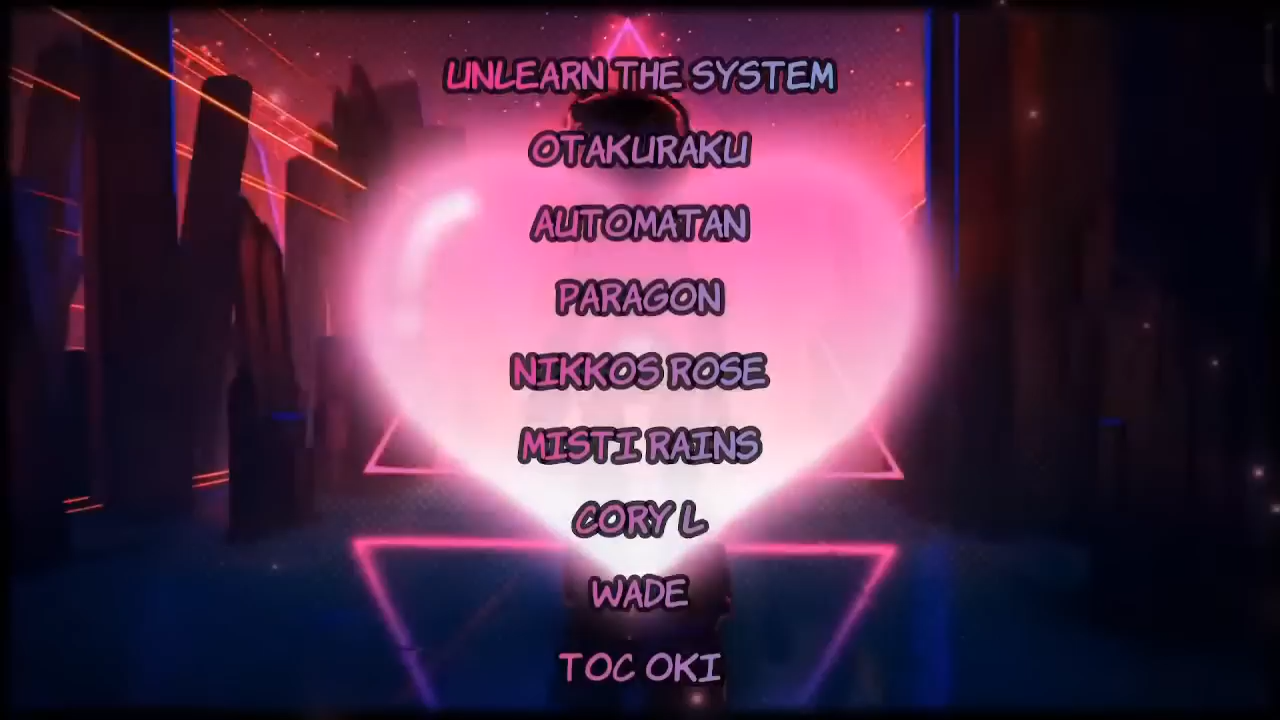 UNLEARN THE SYSTEM
OTAKURAKU
AUTOMATAN
PARAGON
NIKKOS ROSE
MISTI RAINS
CORY L
WADE
TOC OKI